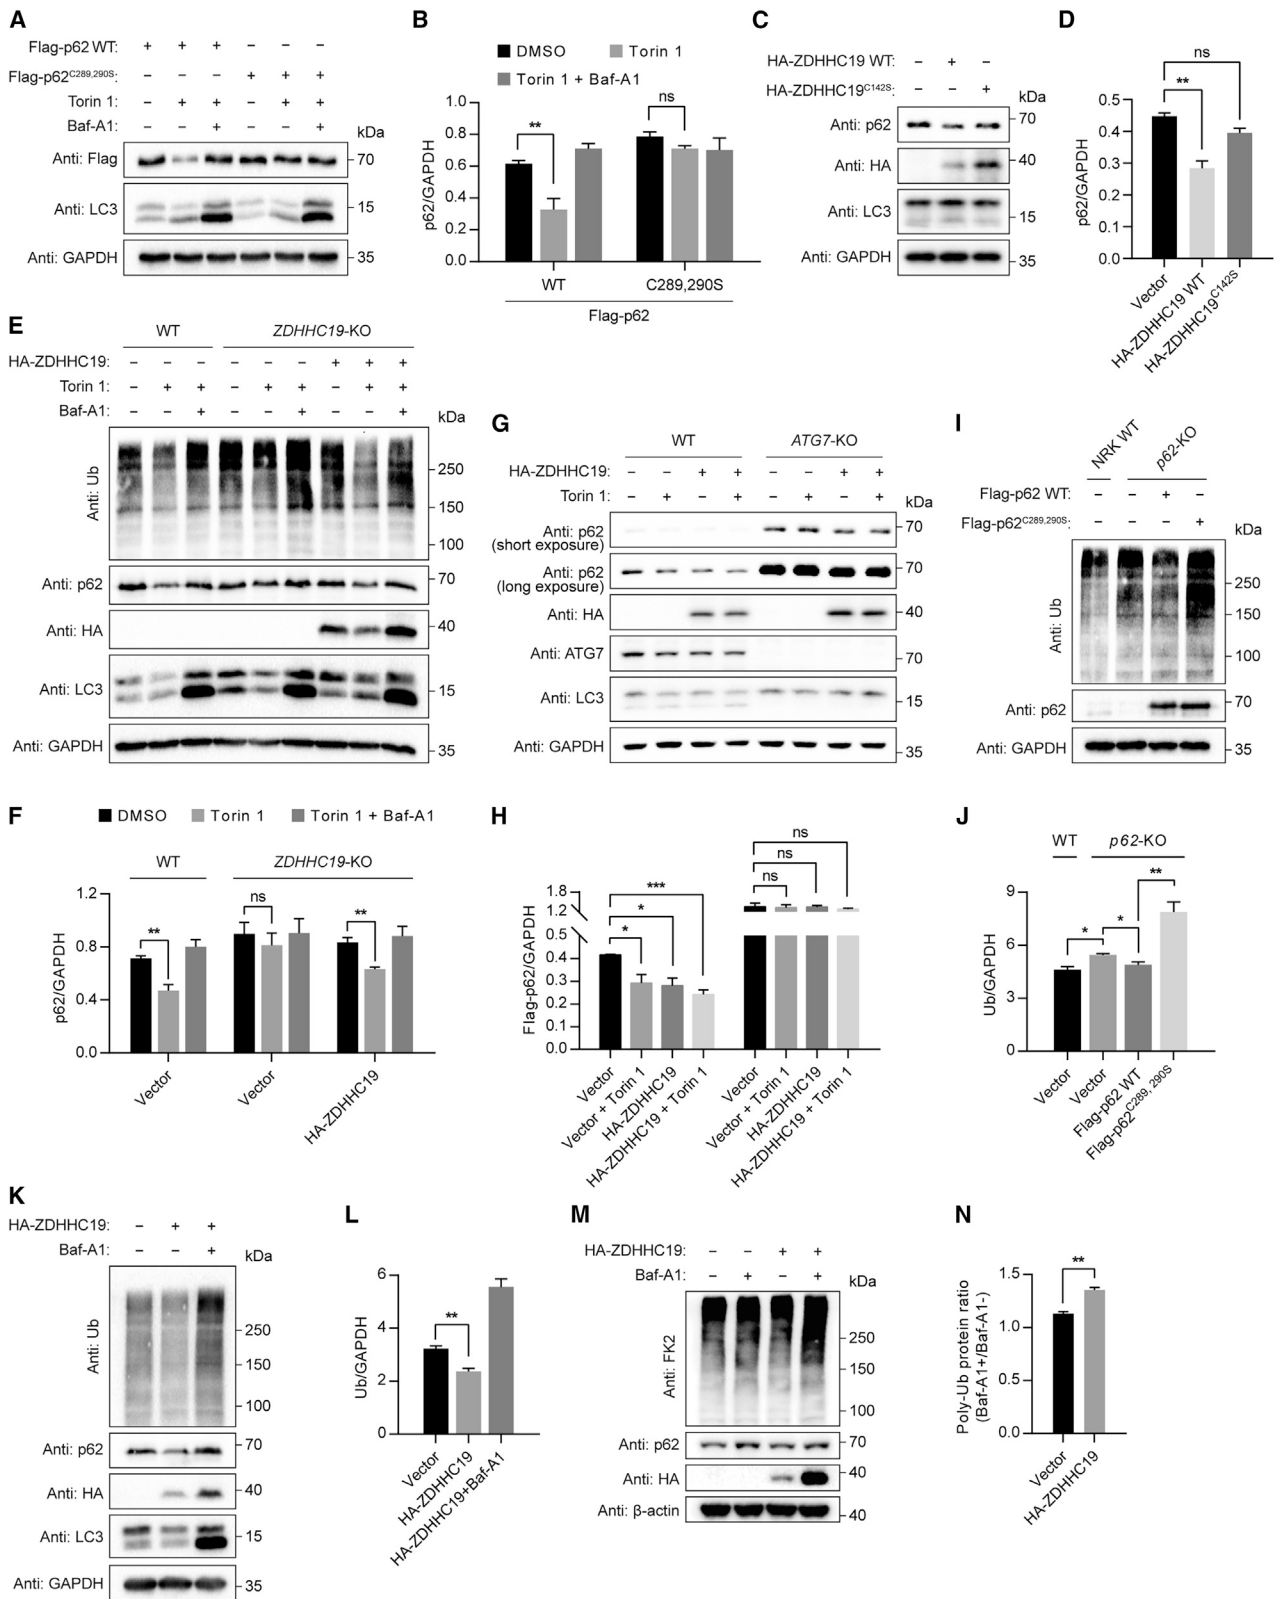 A
Flag-p62 WT: + + + – – –
Flag-p62C289,290S: – – – + + +
Torin 1: – + + – + +
Baf-A1: – – + – – +
kDa
Anti: Flag
70
Anti: LC3
15
Anti: GAPDH
35
B
DMSO
Torin 1
Torin 1 + Baf-A1
p62/GAPDH
1.0
0.8
0.6
0.4
0.2
0.0
**
ns
WT
C289,290S
Flag-p62
C
HA-ZDHHC19 WT: – + –
HA-ZDHHC19C142S: – – +
kDa
Anti: p62
70
Anti: HA
40
Anti: LC3
15
Anti: GAPDH
35
D
ns
**
p62/GAPDH
0.5
0.4
0.3
0.2
0.1
0.0
Vector
HA-ZDHHC19 WT
HA-ZDHHC19C142S
E
WT
ZDHHC19-KO
HA-ZDHHC19: – – – – – – + + +
Torin 1: – + + – + + – + +
Baf-A1: – – + – – + – – +
kDa
Anti: Ub
250
150
100
Anti: p62
70
Anti: HA
40
Anti: LC3
15
Anti: GAPDH
35
G
WT
ATG7-KO
HA-ZDHHC19: – – + + – – + +
Torin 1: – + – + – + – +
kDa
Anti: p62
(short exposure)
70
Anti: p62
(long exposure)
70
Anti: HA
40
Anti: ATG7
70
Anti: LC3
15
Anti: GAPDH
35
I
NRK WT
p62-KO
Flag-p62 WT: – – + –
Flag-p62C289,290S: – – – +
kDa
Anti: Ub
250
150
100
Anti: p62
70
Anti: GAPDH
35
F
DMSO
Torin 1
Torin 1 + Baf-A1
WT
ZDHHC19-KO
p62/GAPDH
1.2
0.8
0.4
0.0
**
ns
**
Vector
Vector
HA-ZDHHC19
H
Flag-p62/GAPDH
1.8
1.2
0.5
0.4
0.3
0.2
0.1
0.0
***
*
*
ns
ns
ns
Vector
Vector + Torin 1
HA-ZDHHC19
HA-ZDHHC19 + Torin 1
Vector
Vector + Torin 1
HA-ZDHHC19
HA-ZDHHC19 + Torin 1
J
WT
p62-KO
Ub/GAPDH
9
6
3
0
*
*
**
Vector
Vector
Flag-p62 WT
Flag-p62C289, 290S
K
HA-ZDHHC19: – + +
Baf-A1: – – +
kDa
Anti: Ub
250
150
100
Anti: p62
70
Anti: HA
40
Anti: LC3
15
Anti: GAPDH
35
L
Ub/GAPDH
6
4
2
0
**
Vector
HA-ZDHHC19
HA-ZDHHC19+Baf-A1
M
HA-ZDHHC19: – – + +
Baf-A1: – + – +
kDa
Anti: FK2
250
150
100
Anti: p62
70
Anti: HA
40
Anti: β-actin
40
N
Poly-Ub protein ratio
(Baf-A1+/Baf-A1-)
1.5
1.0
0.5
0.0
**
Vector
HA-ZDHHC19